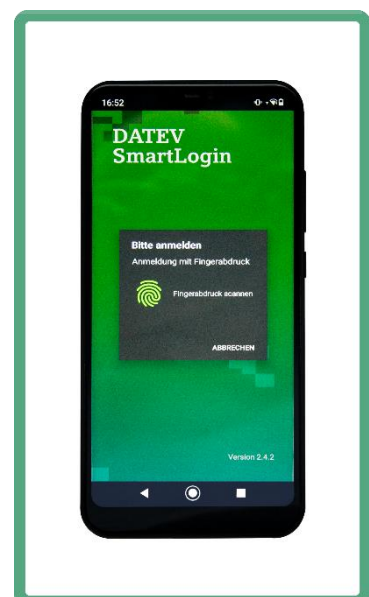 16:52
DATEV
SmartLogin
Bitte anmelden
Anmeldung mit Fingerabdruck
Fingerabdruck scannen
ABBRECHEN
Version 2.4.2